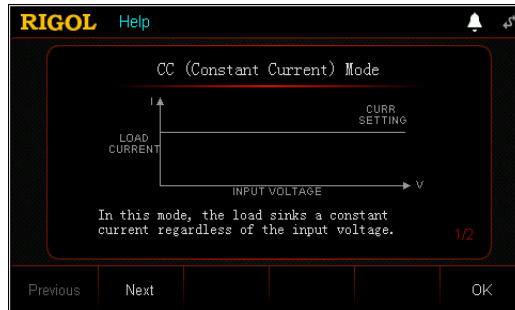 RIGOL Help
CC (Constant Current) Mode
I
CURR
SETTING
LOAD
CURRENT
V
INPUT VOLTAGE
In this mode, the load sinks a constant
current regardless of the input voltage.
1/2
Previous Next OK